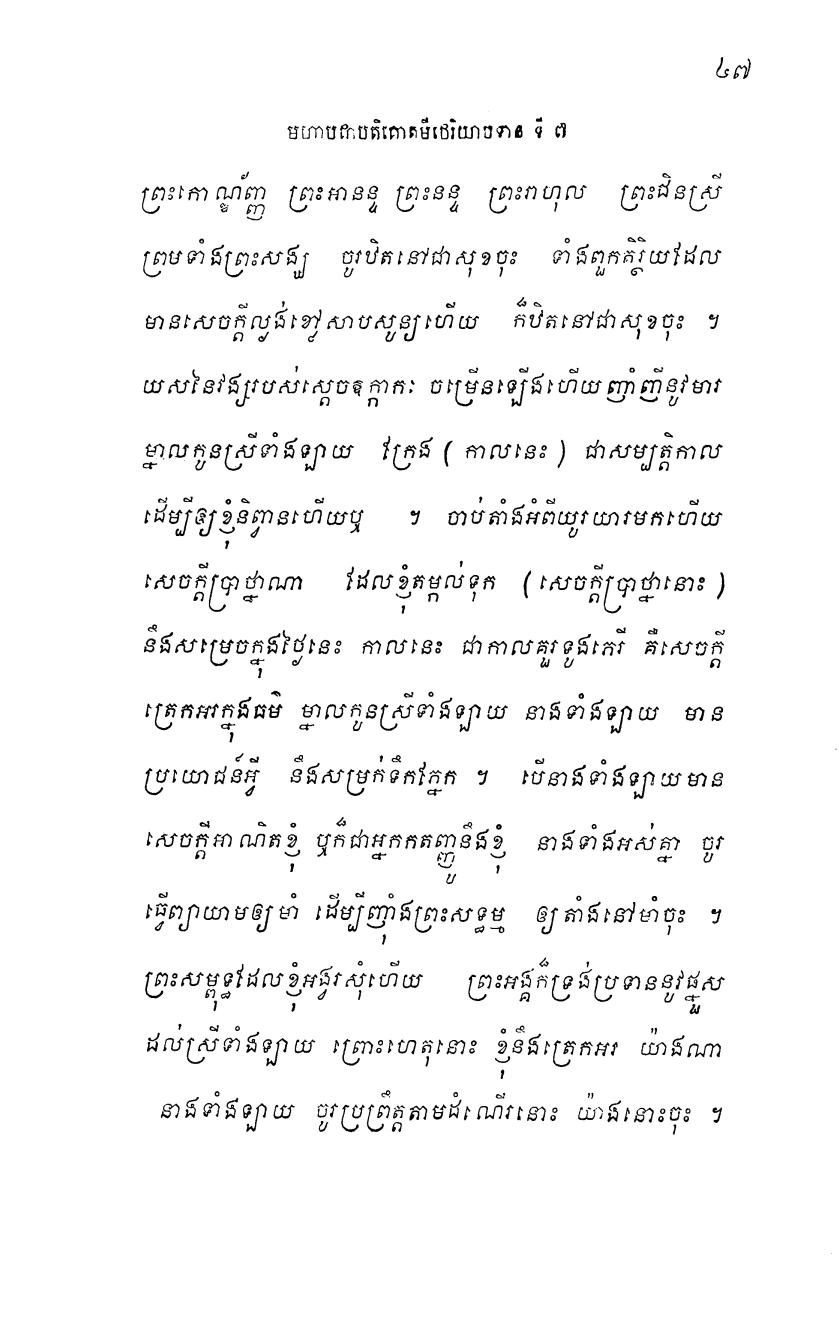 ៤៧
មហាបជាបតិគោតមីថេរិយាបទាន ទី ៧
ព្រះកោណ្ឌញ្ញ ព្រះអានន្ទ ព្រះនន្ទ ព្រះរាហុល ព្រះជិនស្រី
ព្រមទាំងព្រះសង្ឃ ចូរឋិតនៅជាសុខចុះ ទាំងពួកតិរ្ថិយដែល
មានសេចក្តីល្ងង់ខ្លៅសាបសូន្យហើយ ក៏ឋិតនៅជាសុខចុះ ។
យសនៃវង្សរបស់ស្តេចឧក្កាកៈ ចម្រើនឡើងហើយញាំញីនូវមារ
ម្នាលកូនស្រីទាំងឡាយ ក្រែង ( កាលនេះ ) ជាសម្បត្តិកាល
ដើម្បីឲ្យខ្ញុំនិព្វានហើយឬ ។ ចាប់តាំងអំពីយូរយារមកហើយ
សេចក្តីប្រាថ្នាណា ដែលខ្ញុំតម្កល់ទុក ( សេចក្តីប្រាថ្នានោះ )
នឹងសម្រេចក្នុងថ្ងៃនេះ កាលនេះ ជាកាលគួរទូងភេរី គឺសេចក្តី
ត្រេកអរក្នុងធម៌ ម្នាលកូនស្រីទាំងឡាយ នាងទាំងឡាយ មាន
ប្រយោជន៍អ្វី នឹងសម្រក់ទឹកភ្នែក ។ បើនាងទាំងឡាយមាន
សេចក្តីអាណិតខ្ញុំ ឬក៏ជាអ្នកកតញ្ញូនឹងខ្ញុំ នាងទាំងអស់គ្នា ចូរ
ធ្វើព្យាយាមឲ្យមាំ ដើម្បីញុំាងព្រះសទ្ធម្ម ឲ្យតាំងនៅមាំចុះ ។
ព្រះសម្ពុទ្ធដែលខ្ញុំអង្វរសុំហើយ ព្រះអង្គក៏ទ្រង់ប្រទាននូវផ្នួស
ដល់ស្រីទាំងឡាយ ព្រោះហេតុនោះ ខ្ញុំនឹងត្រេកអរ យ៉ាងណា
នាងទាំងឡាយ ចូរប្រព្រឹត្តតាមដំណើរនោះ យ៉ាងនោះចុះ ។